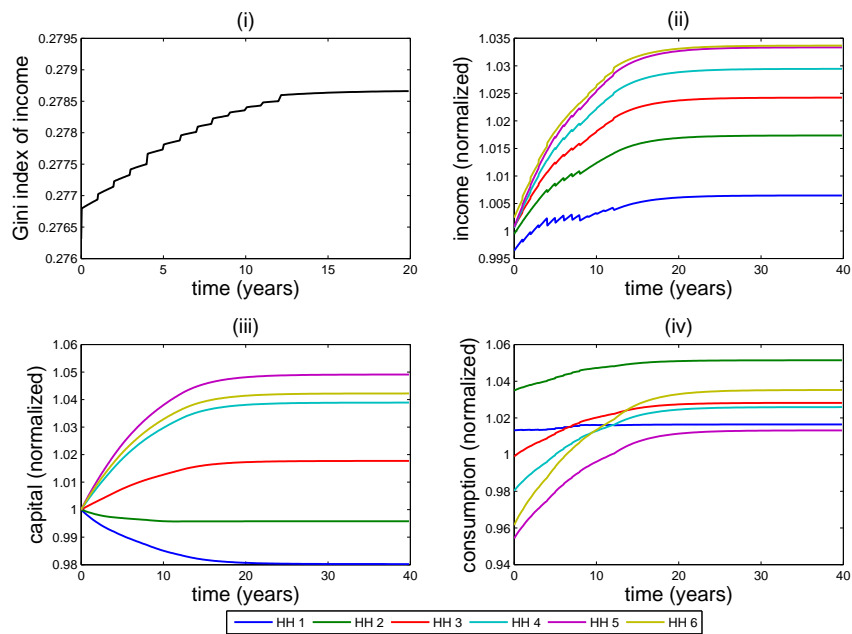 (i)
Gini index of income
0.2795
0.279
0.2785
0.278
0.2775
0.277
0.2765
0.276
0 5 10 15 20
time (years)
(ii)
income (normalized)
1.035
1.03
1.025
1.02
1.015
1.01
1.005
1
0.995
0 10 20 30 40
time (years)
(iii)
capital (normalized)
1.06
1.05
1.04
1.03
1.02
1.01
1
0.99
0.98
0 10 20 30 40
time (years)
(iv)
consumption (normalized)
1.06
1.04
1.02
1
0.98
0.96
0.94
0 10 20 30 40
time (years)
HH 1 HH 2 HH 3 HH 4 HH 5 HH 6